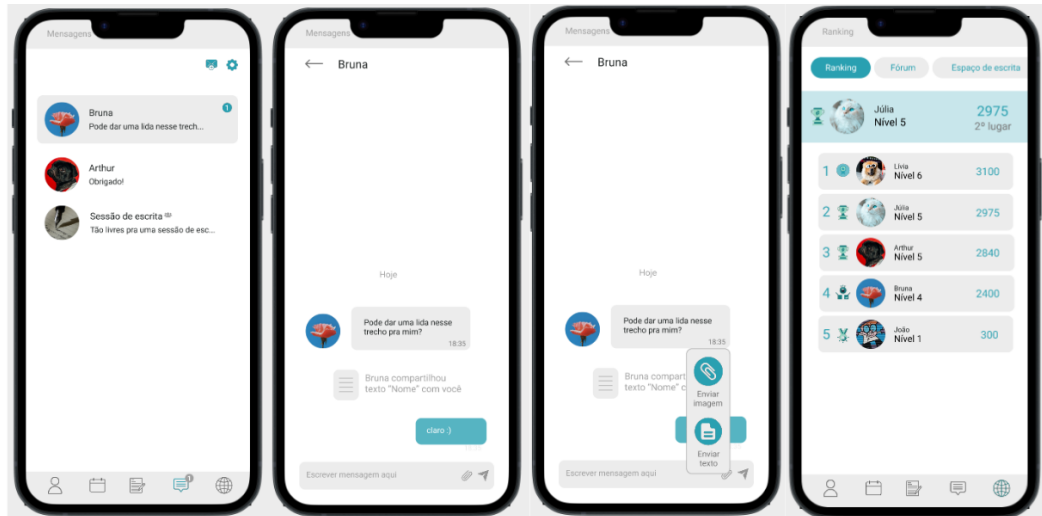 Mensagens
Bruna
1
Pode dar uma lida nesse trech...
Arthur
Obrigado!
Sessão de escrita
Tão livres pra uma sessão de esc...
1
Mensagens
Bruna
Hoje
Pode dar uma lida nesse
trecho pra mim?
18:35
Bruna compartilhou
texto "Nome" com você
claro :)
Escrever mensagem aqui
Mensagens
Bruna
Hoje
Pode dar uma lida nesse
trecho pra mim?
18:35
Bruna compart
texto "Nome" c
Enviar
imagem
Enviar
texto
Escrever mensagem aqui
Ranking
Ranking Fórum Espaço de escrita
Júlia 2975
Nível 5 2º lugar
1 Lívia 3100
Nível 6
2 Júlia 2975
Nível 5
3 Arthur 2840
Nível 5
4 Bruna 2400
Nível 4
5 João 300
Nível 1